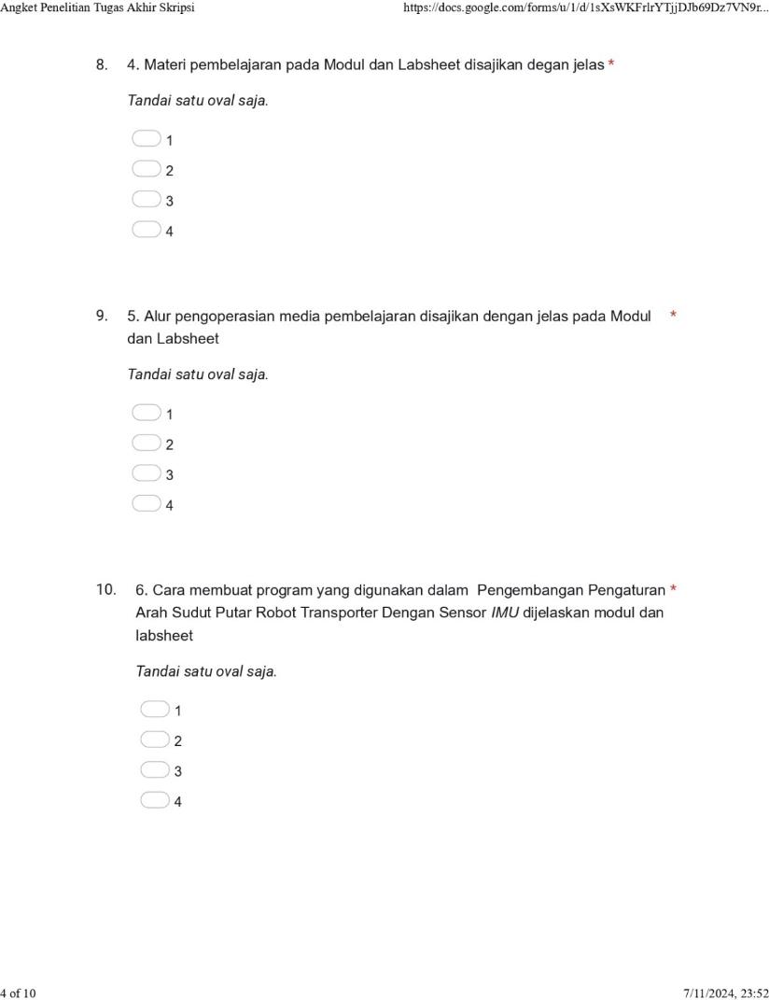 Angket Penelitian Tugas Akhir Skripsi
https://docs.google.com/forms/u/1/d/1sXsWKFrlrYTjjDJb69Dz7VN9r...
8. 4. Materi pembelajaran pada Modul dan Labsheet disajikan degan jelas *
Tandai satu oval saja.
1
2
3
4
9. 5. Alur pengoperasian media pembelajaran disajikan dengan jelas pada Modul *
dan Labsheet
Tandai satu oval saja.
1
2
3
4
10. 6. Cara membuat program yang digunakan dalam Pengembangan Pengaturan *
Arah Sudut Putar Robot Transporter Dengan Sensor IMU dijelaskan modul dan
labsheet
Tandai satu oval saja.
1
2
3
4
4 of 10
7/11/2024, 23:52